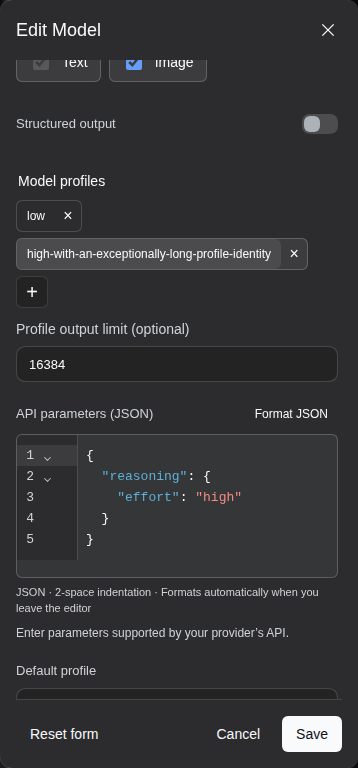 Edit Model
Text
Image
Structured output
Model profiles
low ×
high-with-an-exceptionally-long-profile-identity ×
+
Profile output limit (optional)
16384
API parameters (JSON) Format JSON
1 {
2 "reasoning": {
3 "effort": "high"
4 }
5 }
JSON · 2-space indentation · Formats automatically when you
leave the editor
Enter parameters supported by your provider's API.
Default profile
Reset form Cancel Save